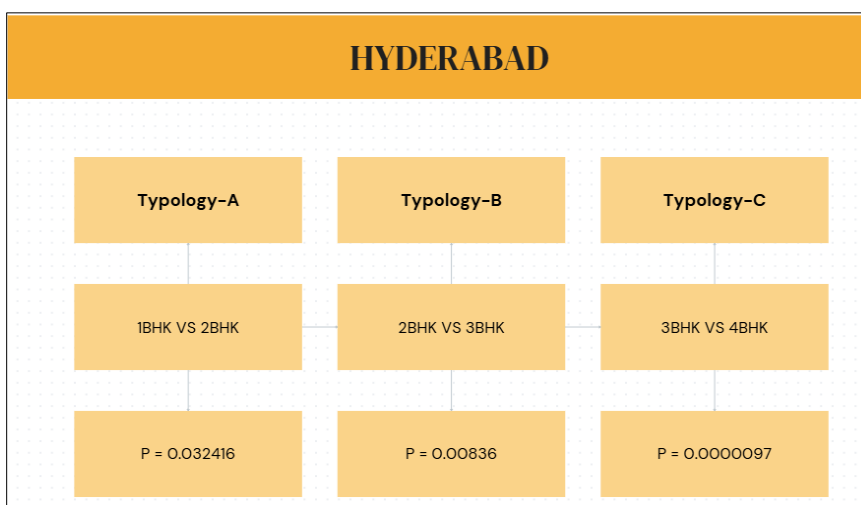 HYDERABAD
Typology-A
Typology-B
Typology-C
1BHK VS 2BHK
2BHK VS 3BHK
3BHK VS 4BHK
P = 0.032416
P = 0.00836
P = 0.0000097